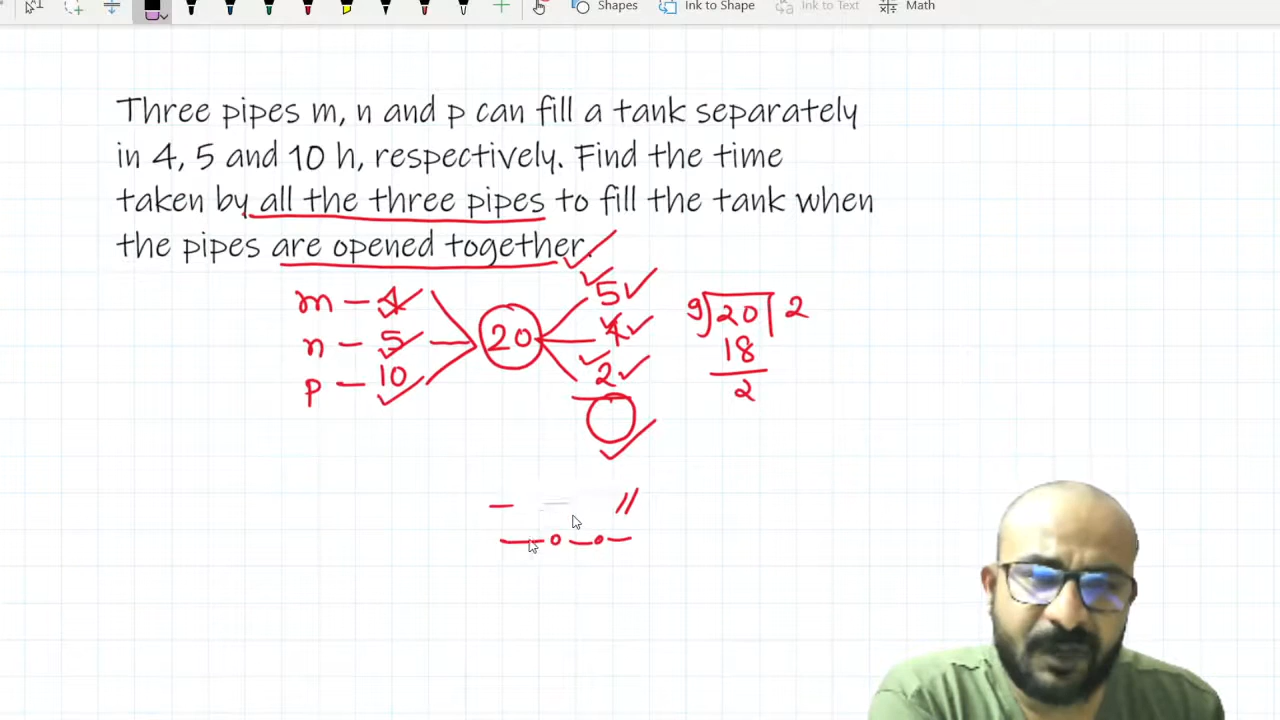 Shapes Ink to Shape Ink to Text Math
Three pipes m, n and p can fill a tank separately
in 4, 5 and 10 h, respectively. Find the time
taken by all the three pipes to fill the tank when
the pipes are opened together.
m – 4
n – 5
p – 10
20
5
4
2
9 20 2
18
2